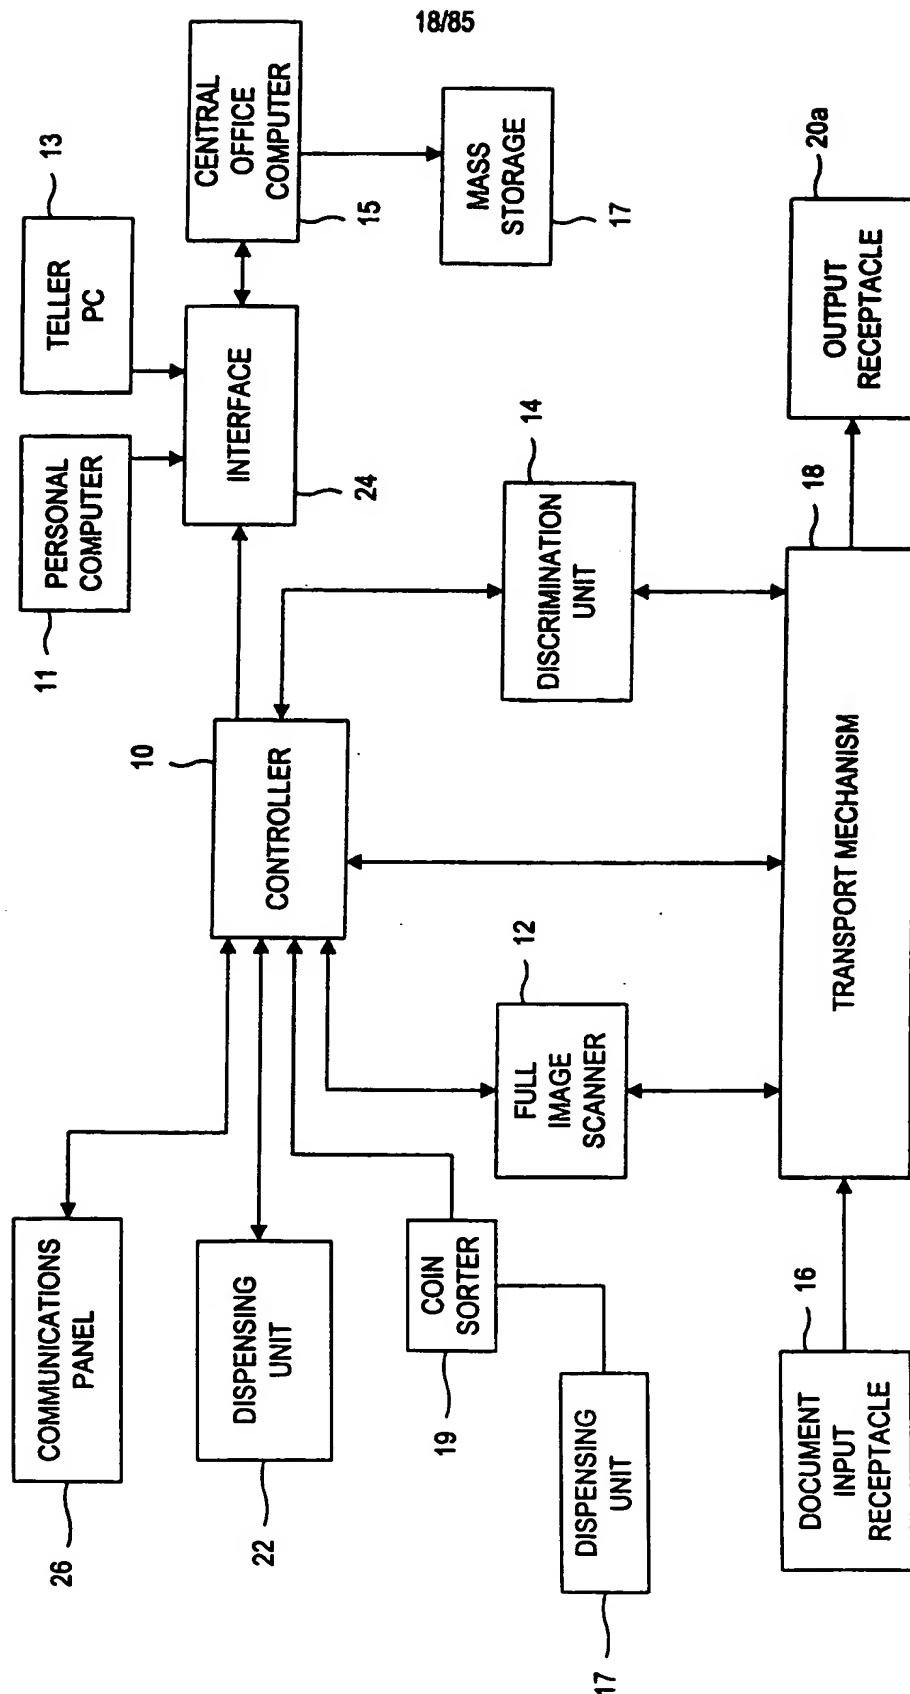 18/85
COMMUNICATIONS
PANEL
26
DISPENSING
UNIT
22
COIN
SORTER
19
DISPENSING
UNIT
17
DOCUMENT
INPUT
RECEPTACLE
16
FULL
IMAGE
SCANNER
12
CONTROLLER
10
PERSONAL
COMPUTER
11
TELLER
PC
13
INTERFACE
24
CENTRAL
OFFICE
COMPUTER
15
MASS
STORAGE
17
DISCRIMINATION
UNIT
14
TRANSPORT MECHANISM
18
OUTPUT
RECEPTACLE
20a